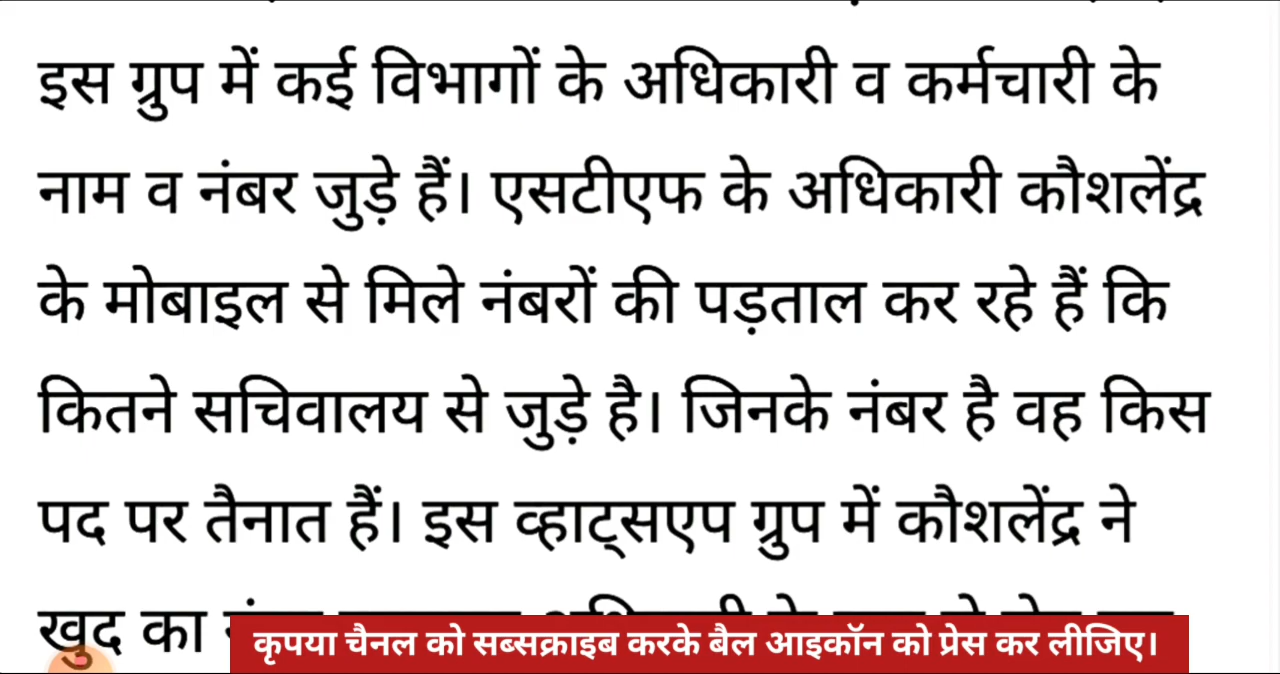 इस ग्रुप में कई विभागों के अधिकारी व कर्मचारी के
नाम व नंबर जुड़े हैं। एसटीएफ के अधिकारी कौशलेंद्र
के मोबाइल से मिले नंबरों की पड़ताल कर रहे हैं कि
कितने सचिवालय से जुड़े है। जिनके नंबर है वह किस
पद पर तैनात हैं। इस व्हाट्सएप ग्रुप में कौशलेंद्र ने
खुद का
कृपया चैनल को सब्सक्राइब करके बैल आइकॉन को प्रेस कर लीजिए।